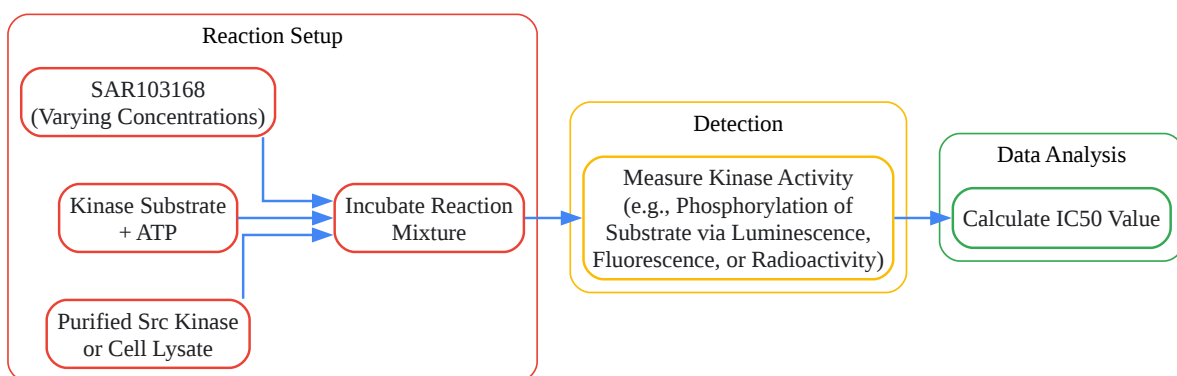 Reaction Setup
SAR103168
(Varying Concentrations)
Kinase Substrate
+ ATP
Purified Src Kinase
or Cell Lysate
Incubate Reaction
Mixture
Detection
Measure Kinase Activity
(e.g., Phosphorylation of
Substrate via Luminescence,
Fluorescence, or Radioactivity)
Data Analysis
Calculate IC50 Value